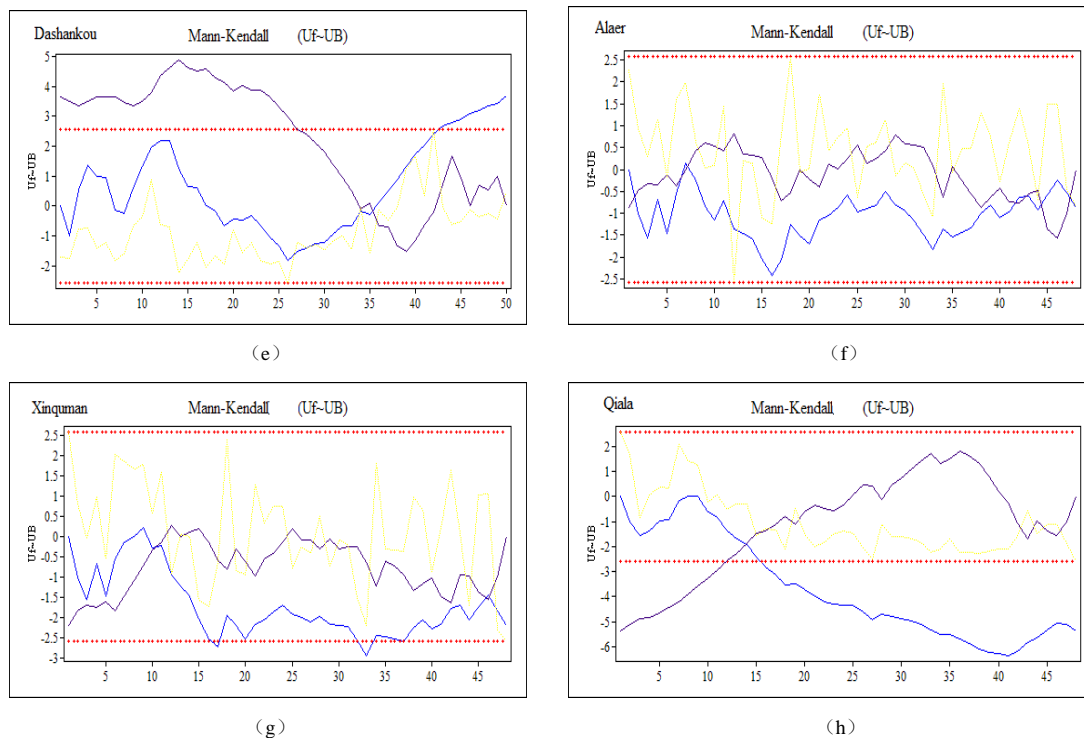 Dashankou Mann-Kendall (Uf~UB)
5
4
3
2
1
0
-1
-2
Uf~UB
5 10 15 20 25 30 35 40 45 50
(e)
Alaer Mann-Kendall (Uf~UB)
2.5
2
1.5
1
0.5
0
-0.5
-1
-1.5
-2
-2.5
Uf~UB
5 10 15 20 25 30 35 40 45
(f)
Xinquman Mann-Kendall (Uf~UB)
2.5
2
1.5
1
0.5
0
-0.5
-1
-1.5
-2
-2.5
-3
Uf~UB
5 10 15 20 25 30 35 40 45
(g)
Qiala Mann-Kendall (Uf~UB)
2
1
0
-1
-2
-3
-4
-5
-6
Uf~UB
5 10 15 20 25 30 35 40 45
(h)